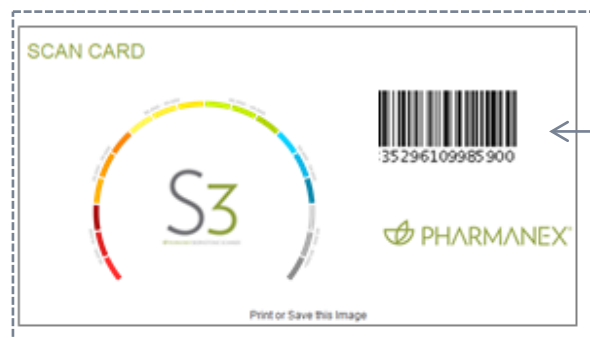 SCAN CARD
35296109985900
S3
PHARMANEX
Print or Save this Image